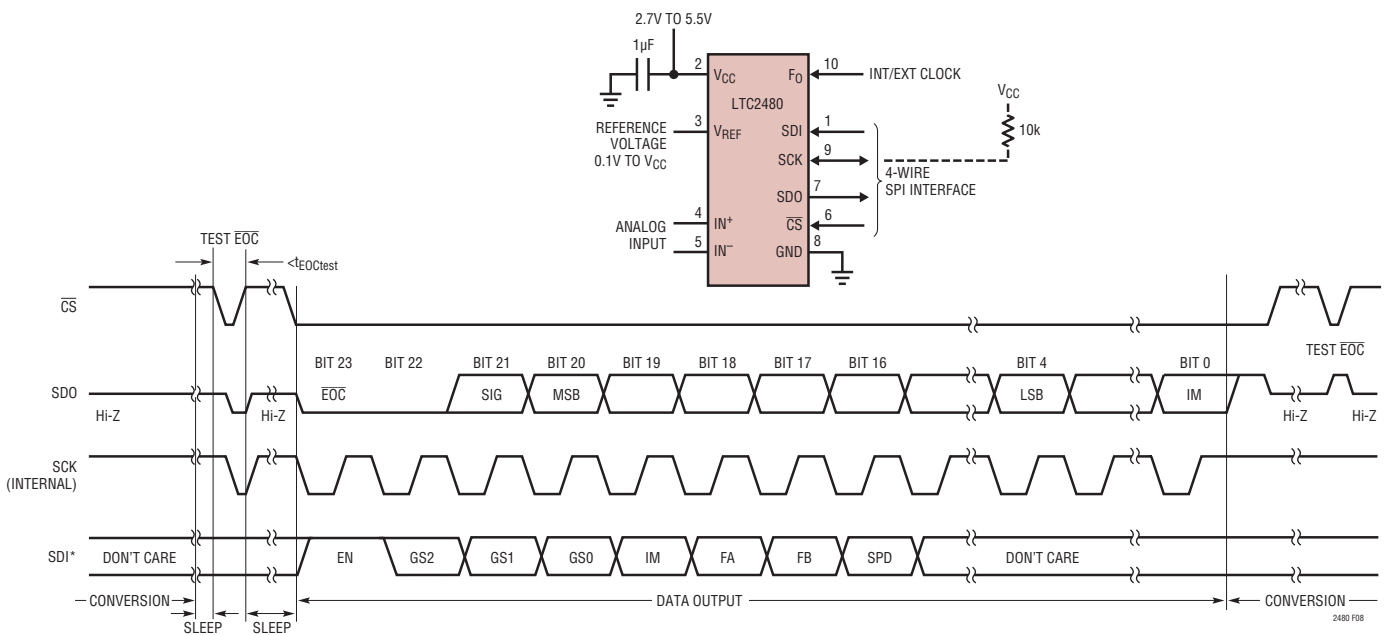 2.7V TO 5.5V
1µF
2
VCC
FO
10
INT/EXT CLOCK
LTC2480
VCC
10k
REFERENCE
VOLTAGE
0.1V TO VCC
3
VREF
SDI
1
SCK
9
SDO
7
4-WIRE
SPI INTERFACE
ANALOG
INPUT
4
IN+
CS
6
5
IN–
GND
8
TEST EOC
<tEOCtest
CS
BIT 23 BIT 22 BIT 21 BIT 20 BIT 19 BIT 18 BIT 17 BIT 16 BIT 4 BIT 0
TEST EOC
SDO
EOC SIG MSB LSB IM
Hi-Z Hi-Z Hi-Z Hi-Z
SCK
(INTERNAL)
SDI* DON'T CARE EN GS2 GS1 GS0 IM FA FB SPD DON'T CARE
CONVERSION DATA OUTPUT CONVERSION
SLEEP SLEEP
2480 F08